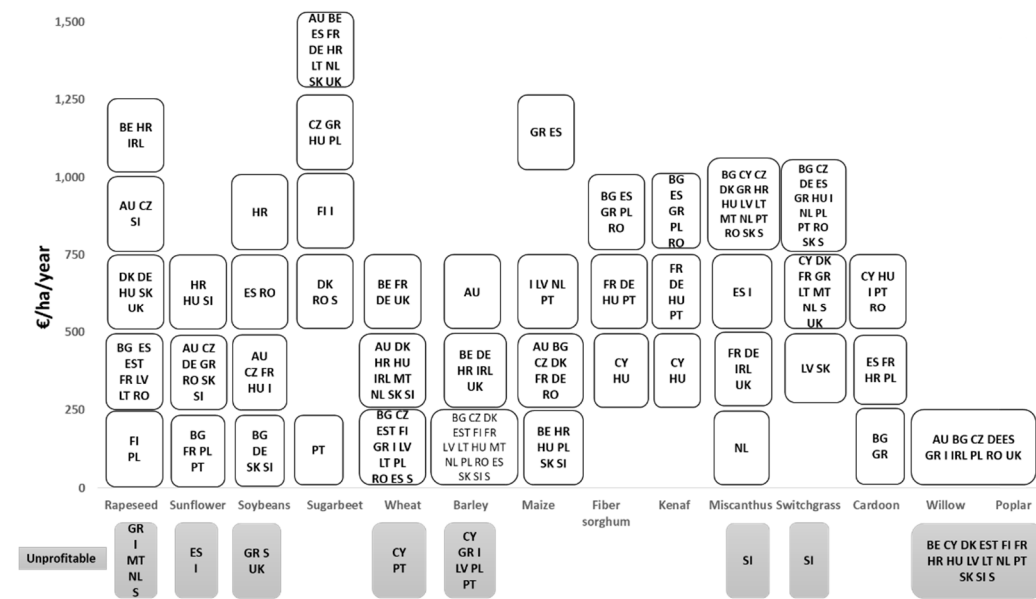 €/ha/year
1,500
1,250
1,000
750
500
250
0
AU BE
ES FR
DE HR
LT NL
SK UK
BE HR
IRL
CZ GR
HU PL
GR ES
AU CZ
SI
HR
FI I
BG ES
GR PL
RO
BG
ES
GR
PL
RO
BG CY CZ
DK GR HR
HU LV LT
MT NL PT
RO SK S
BG CZ
DE ES
GR HU I
NL PL
PT RO
SK S
DK DE
HU SK
UK
HR
HU SI
ES RO
DK
RO S
BE FR
DE UK
AU
I LV NL
PT
FR DE
HU PT
FR
DE
HU
PT
ES I
CY DK
FR GR
LT MT
NL S
UK
CY HU
I PT
RO
BG ES
EST
FR LV
LT RO
AU CZ
DE GR
RO SK
SI
AU
CZ FR
HU I
AU DK
HR HU
IRL MT
NL SK SI
BE DE
HR IRL
UK
AU BG
CZ DK
FR DE
RO
CY
HU
CY
HU
FR DE
IRL
UK
LV SK
ES FR
HR PL
FI
PL
BG
FR PL
PT
BG
DE
SK SI
PT
BG CZ
EST FI
GR I LV
LT PL
RO ES S
BG CZ DK
EST FI FR
LV LT HU MT
NL PL RO ES
SK SI S
BE HR
HU PL
SK SI
NL
BG
GR
AU BG CZ DEES
GR I IRL PL RO UK
Rapeseed Sunflower Soybeans Sugarbeet Wheat Barley Maize Fiber sorghum Kenaf Miscanthus Switchgrass Cardoon Willow Poplar
Unprofitable
GR
I
MT
NL
S
ES
I
GR S
UK
CY
PT
CY
GR I
LV PL
PT
SI
SI
BE CY DK EST FI FR
HR HU LV LT NL PT
SK SI S